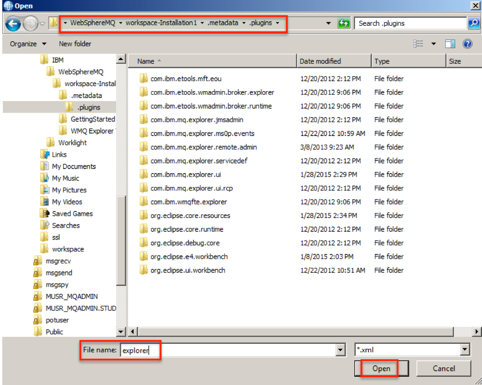 Open
WebSphereMQ workspace-Installation1 .metadata .plugins
Search .plugins
Organize New folder
IBM
WebSphereMQ
workspace-Instal
.metadata
.plugins
GettingStarted
WMQ Explorer
Worklight
Links
My Documents
My Music
My Pictures
My Videos
Saved Games
Searches
ssl
workspace
msgrecv
msgsend
msgspy
MUSR_MQADMIN
MUSR_MQADMIN.STUD
potuser
Public
Name Date modified Type Size
com.ibm.etools.mft.eou 12/20/2012 2:12 PM File folder
com.ibm.etools.wmadmin.broker.explorer 12/20/2012 9:06 PM File folder
com.ibm.etools.wmadmin.broker.runtime 12/20/2012 9:06 PM File folder
com.ibm.mq.explorer.jmsadmin 12/20/2012 2:12 PM File folder
com.ibm.mq.explorer.ms0p.events 12/22/2012 10:59 AM File folder
com.ibm.mq.explorer.remote.admin 3/8/2013 9:23 AM File folder
com.ibm.mq.explorer.servicedef 12/20/2012 2:12 PM File folder
com.ibm.mq.explorer.ui 1/28/2015 2:29 PM File folder
com.ibm.mq.explorer.ui.rcp 12/20/2012 2:12 PM File folder
com.ibm.wmqfte.explorer 12/20/2012 9:06 PM File folder
org.eclipse.core.resources 1/28/2015 2:34 PM File folder
org.eclipse.core.runtime 12/20/2012 2:12 PM File folder
org.eclipse.debug.core 12/20/2012 2:12 PM File folder
org.eclipse.e4.workbench 1/8/2015 2:03 PM File folder
org.eclipse.ui.workbench 12/22/2012 10:51 AM File folder
File name: explorer
*.xml
Open Cancel